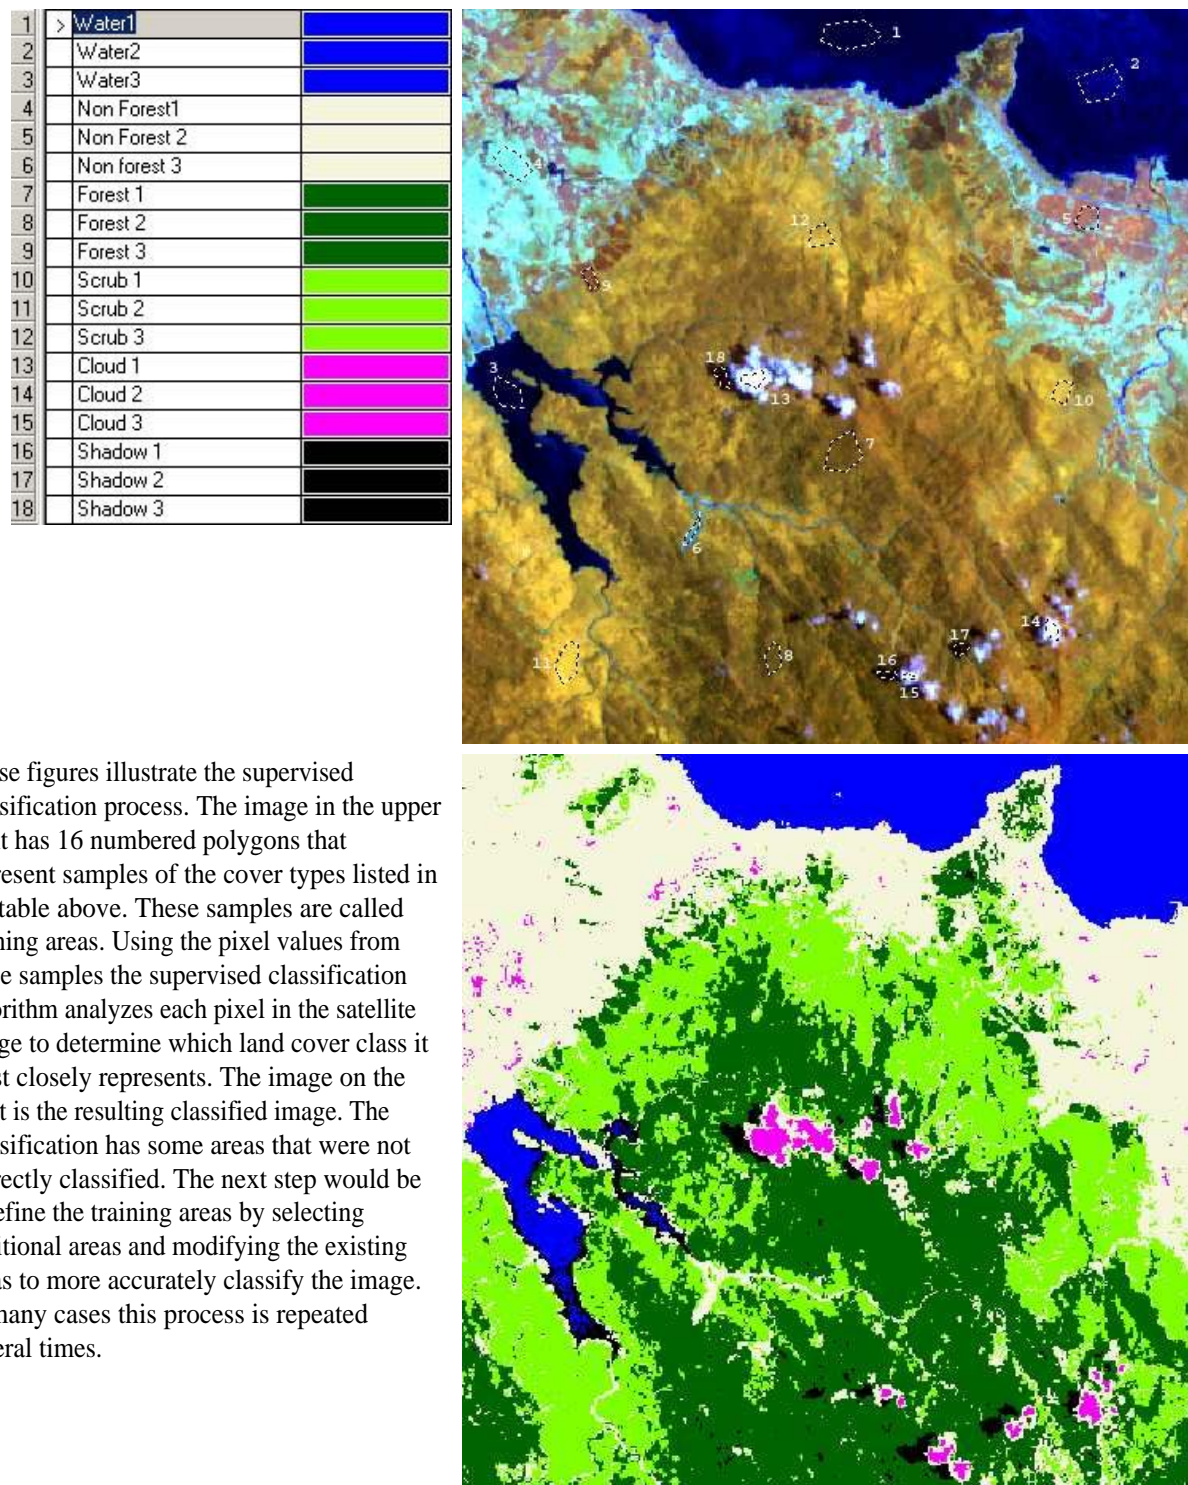 1 > Water1
2 Water2
3 Water3
4 Non Forest1
5 Non Forest 2
6 Non forest 3
7 Forest 1
8 Forest 2
9 Forest 3
10 Scrub 1
11 Scrub 2
12 Scrub 3
13 Cloud 1
14 Cloud 2
15 Cloud 3
16 Shadow 1
17 Shadow 2
18 Shadow 3
1
2
4
5
12
9
3
18
13
10
7
6
14
17
11
8
16
15
se figures illustrate the supervised
sification process. The image in the upper
t has 16 numbered polygons that
resent samples of the cover types listed in
table above. These samples are called
ning areas. Using the pixel values from
e samples the supervised classification
orithm analyzes each pixel in the satellite
ge to determine which land cover class it
st closely represents. The image on the
t is the resulting classified image. The
sification has some areas that were not
rectly classified. The next step would be
efine the training areas by selecting
itional areas and modifying the existing
as to more accurately classify the image.
many cases this process is repeated
eral times.